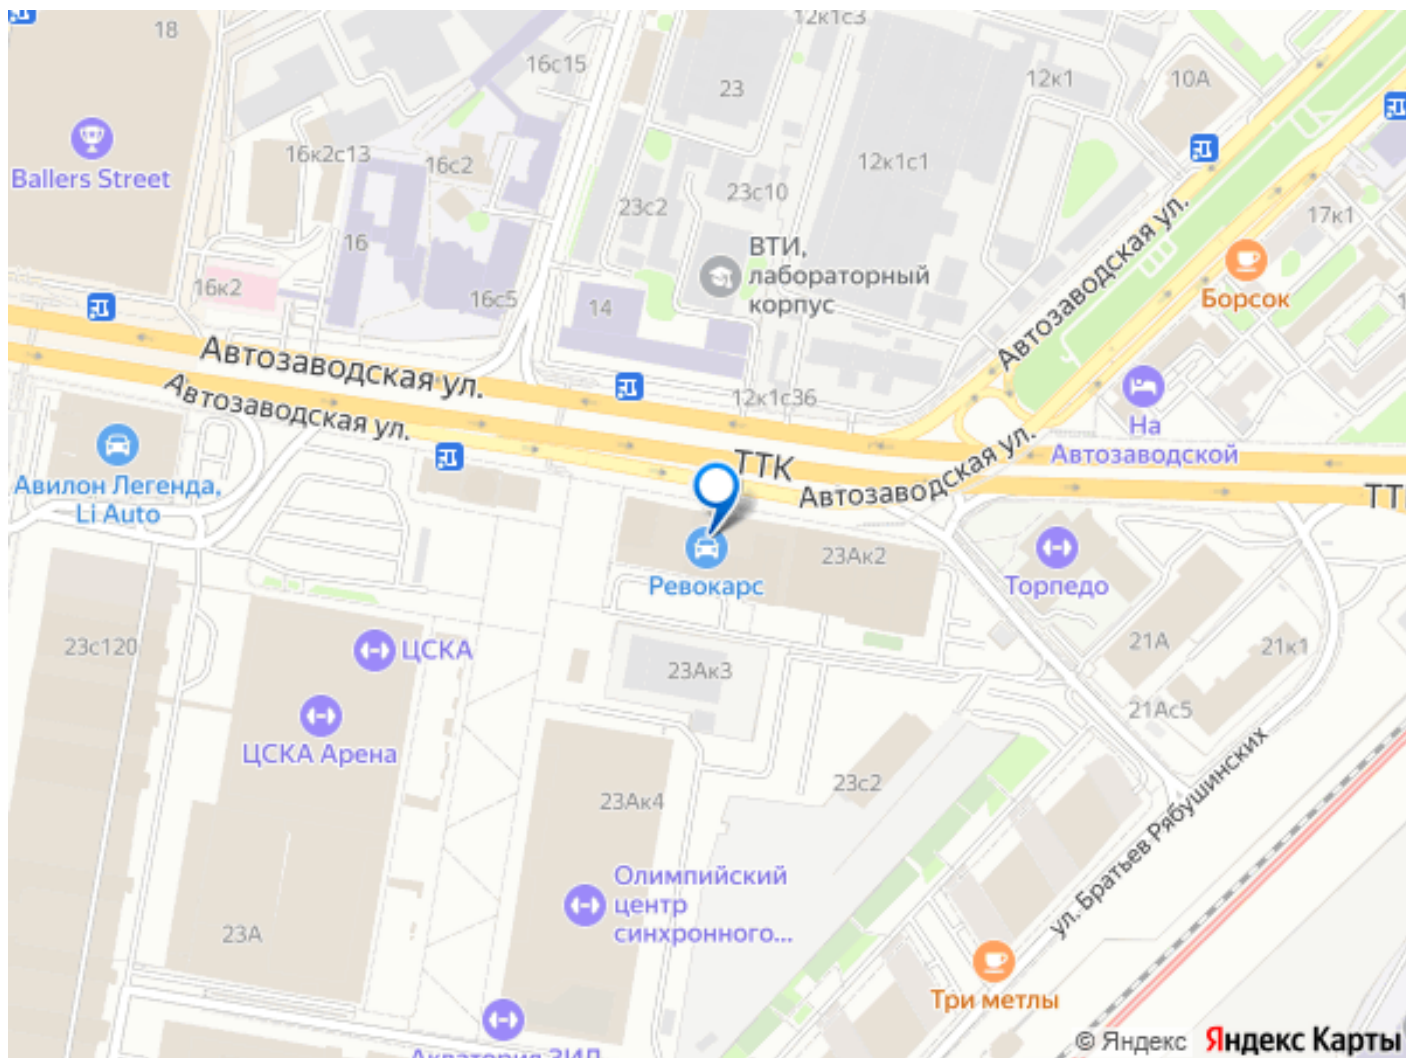 18
12к1с3
16с15
23
12к1
10А
Ballers Street
16к2с13
16с2
12к1с1
23с10
23с2
17к1
16
ВТИ,
лабораторный
корпус
Автозаводская ул.
Борсок
16к2
16с5
14
Автозаводская ул.
Автозаводская ул.
12к1с36
На
Автозаводской
ТТК
Автозаводская ул.
Авилон Легенда,
Li Auto
23Ак2
Ревокарс
Торпедо
23с120
ЦСКА
21А
21к1
23Ак3
21Ас5
ЦСКА Арена
23Ак4
23с2
ул. Братьев Рябушинских
Олимпийский
центр
синхронного...
23А
Три метлы
Акватория ЗИЛ
© Яндекс Яндекс Карты